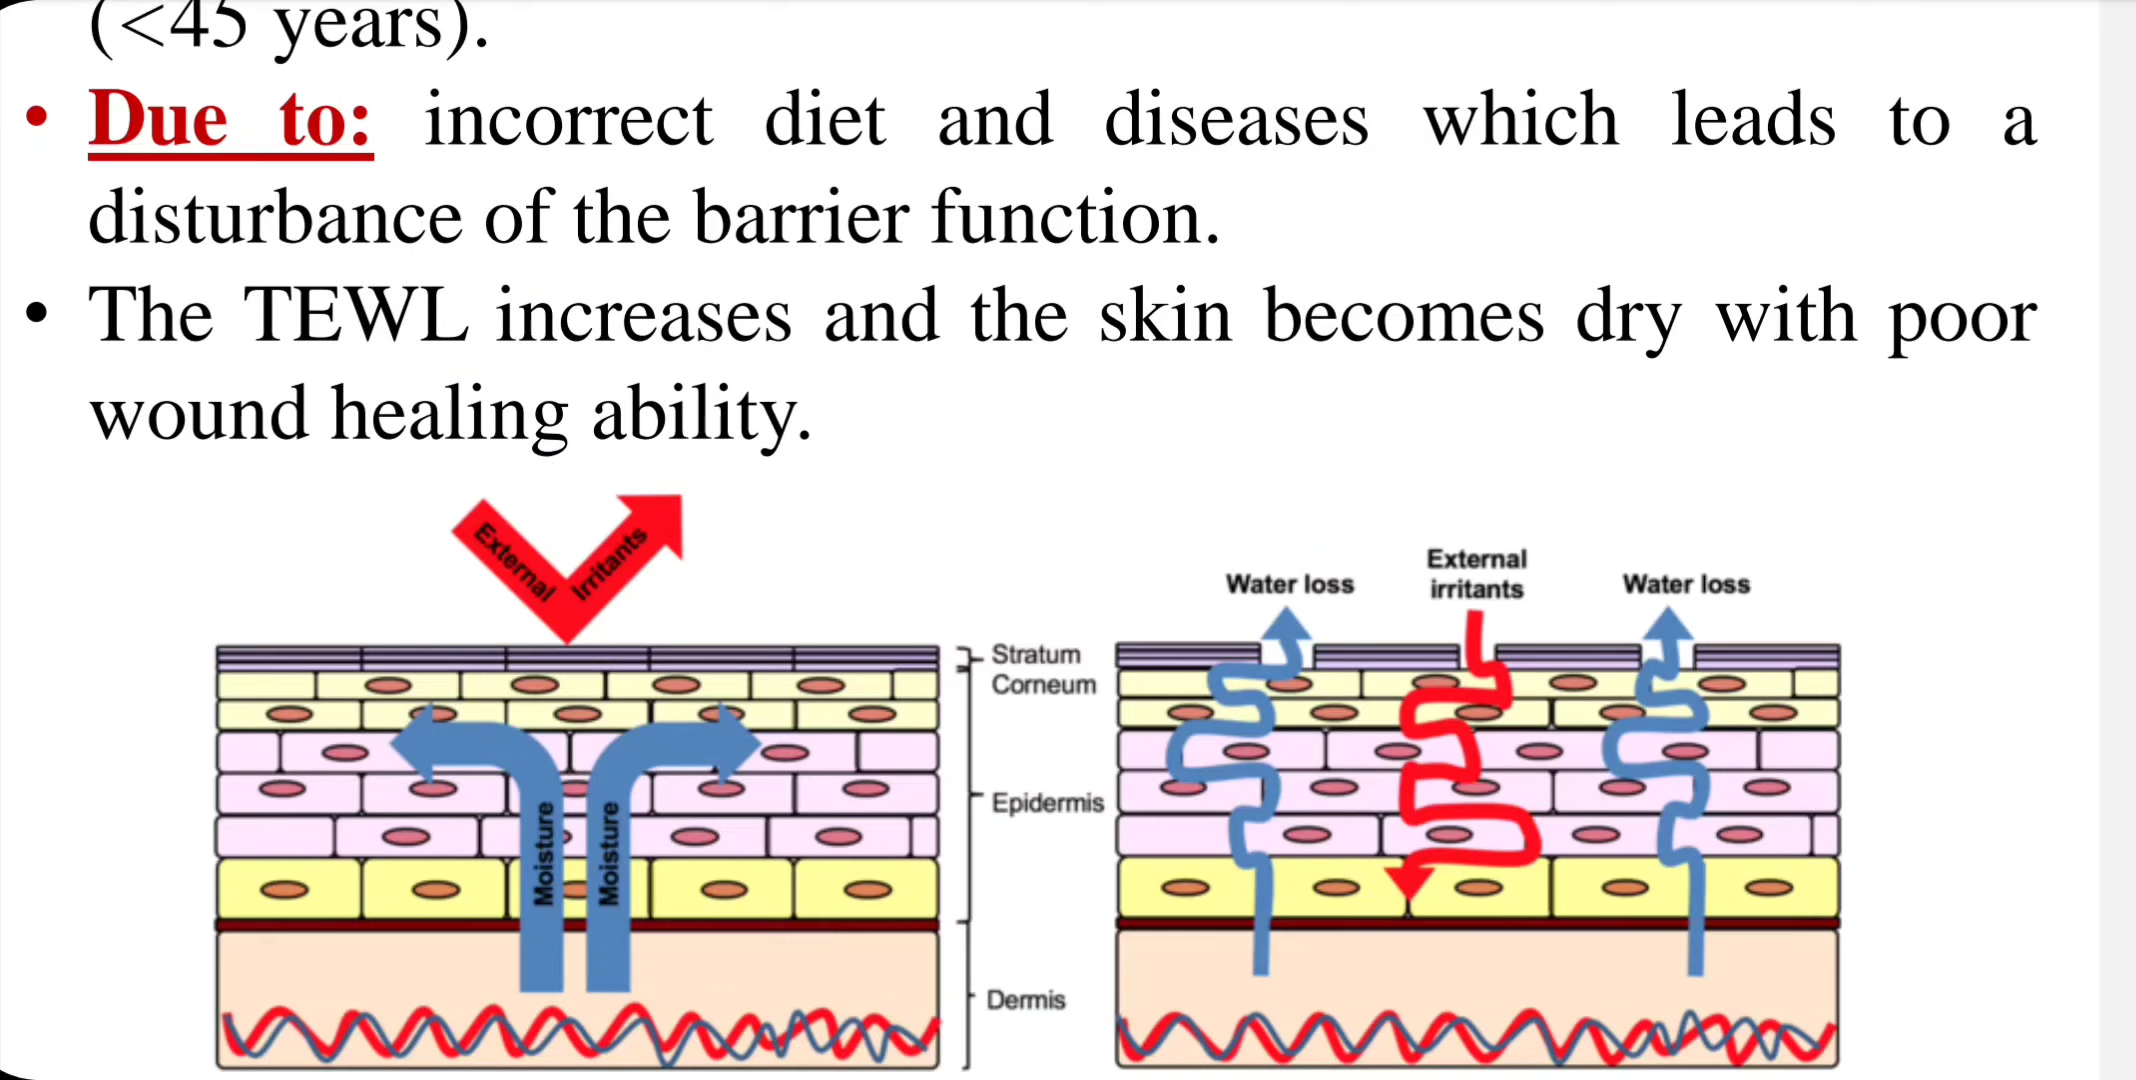 (<45 years).
• Due to: incorrect diet and diseases which leads to a
disturbance of the barrier function.
• The TEWL increases and the skin becomes dry with poor
wound healing ability.
External Irritants
Moisture
Moisture
Stratum
Corneum
Epidermis
Dermis
Water loss
External
irritants
Water loss